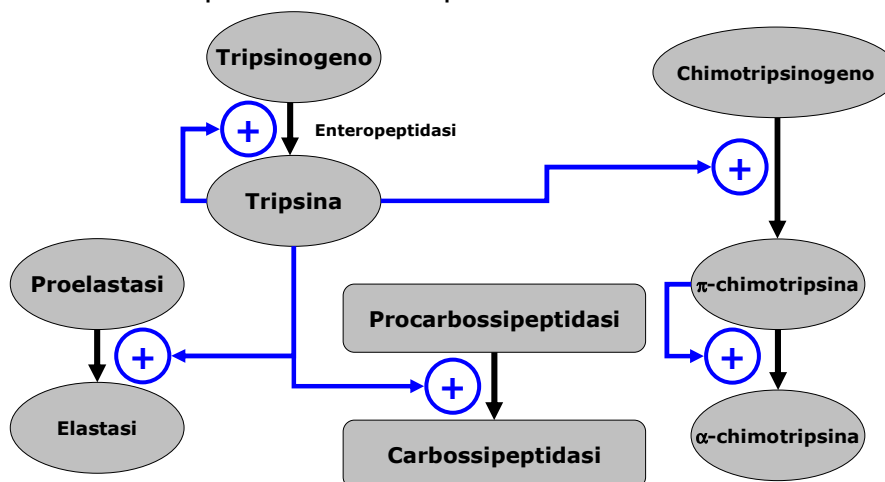 Tripsinogeno
Chimotripsinogeno
+
Enteropeptidasi
+
Tripsina
Proelastasi
π-chimotripsina
Procarbossipeptidasi
+
+
+
Elastasi
Carbossipeptidasi
α-chimotripsina